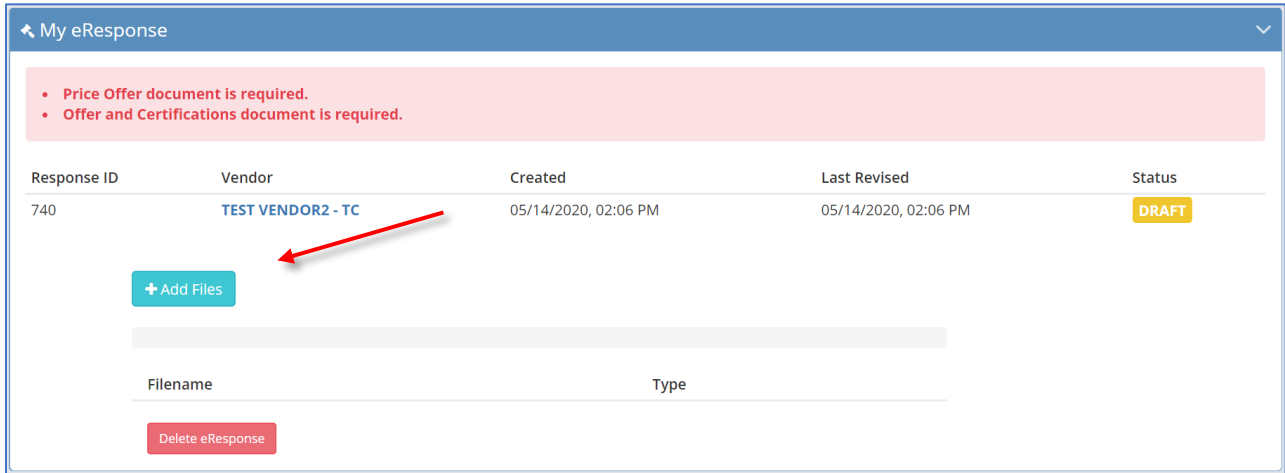 My eResponse
• Price Offer document is required.
• Offer and Certifications document is required.
Response ID Vendor Created Last Revised Status
740 TEST VENDOR2 - TC 05/14/2020, 02:06 PM 05/14/2020, 02:06 PM DRAFT
+ Add Files
Filename Type
Delete eResponse